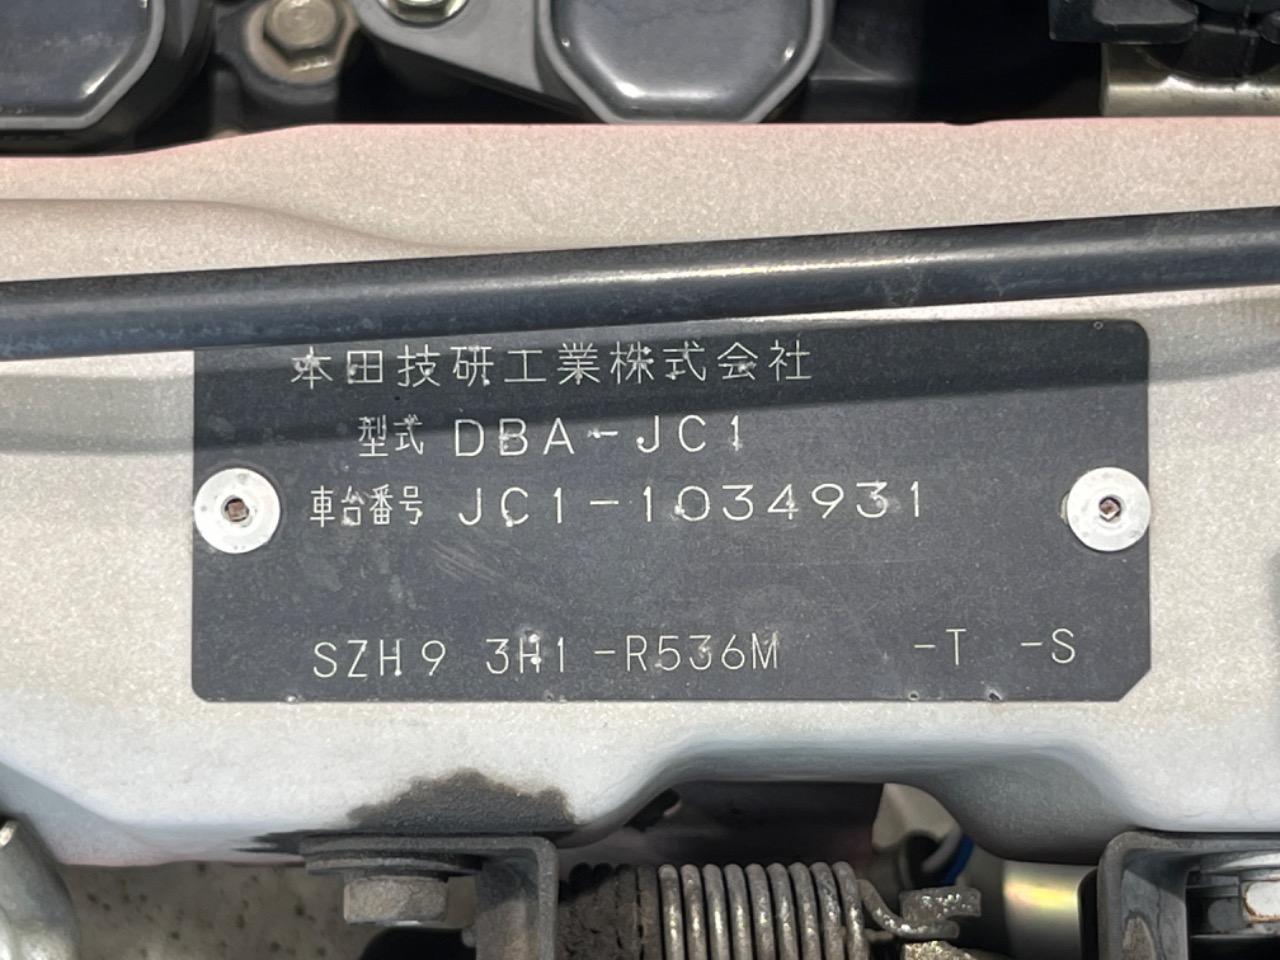 本田技研工業株式会社
型式 DBA-JC1
車台番号 JC1-1034931
SZH9 3H1 -R536M -T -S